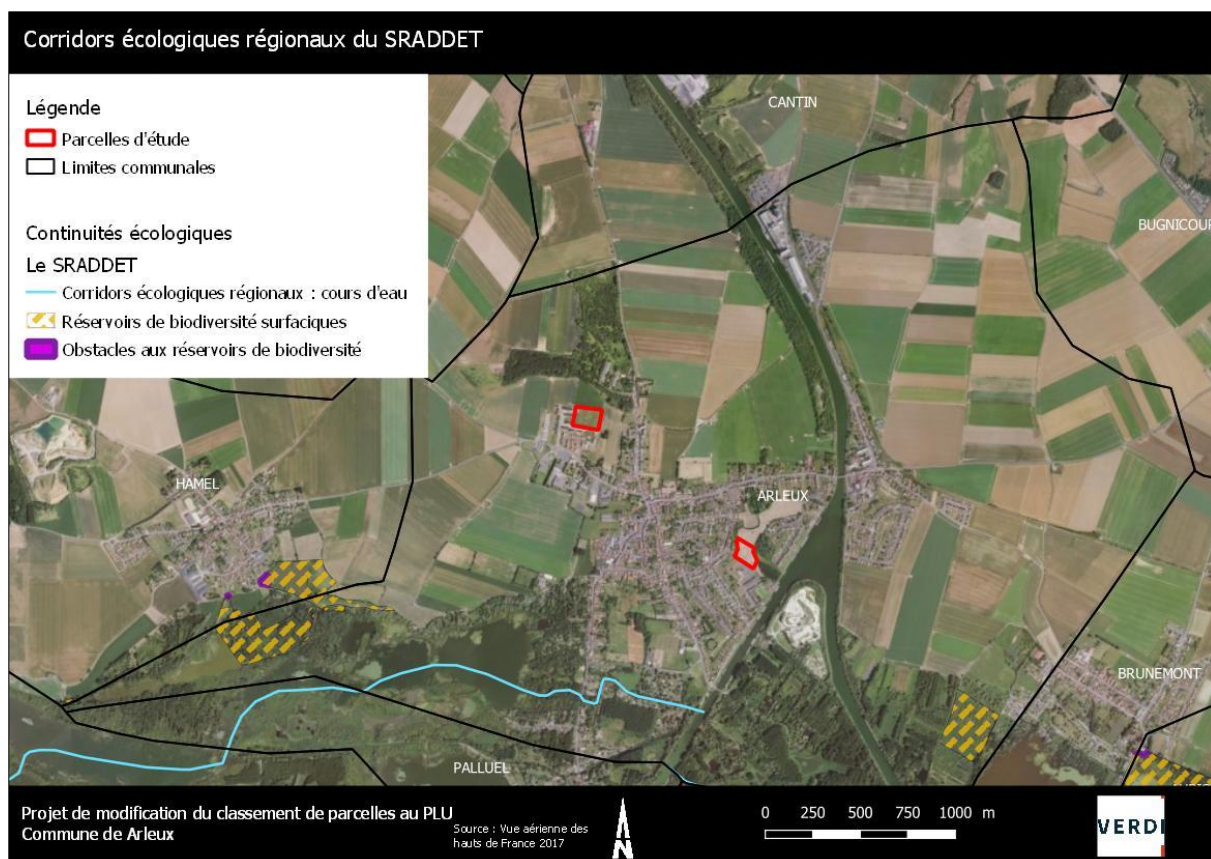 Corridors écologiques régionaux du SRADDET
Légende
Parcelles d'étude
Limites communales
Continuités écologiques
Le SRADDET
Corridors écologiques régionaux : cours d'eau
Réservoirs de biodiversité surfaciques
Obstacles aux réservoirs de biodiversité
CANTIN
BUGNICOUR
HAMEL
ARLEUX
BRUNEMONT
PALLUEL
Projet de modification du classement de parcelles au PLU
Commune de Arleux
Source : Vue aérienne des
hauts de France 2017
N
0 250 500 750 1000 m
VERDI